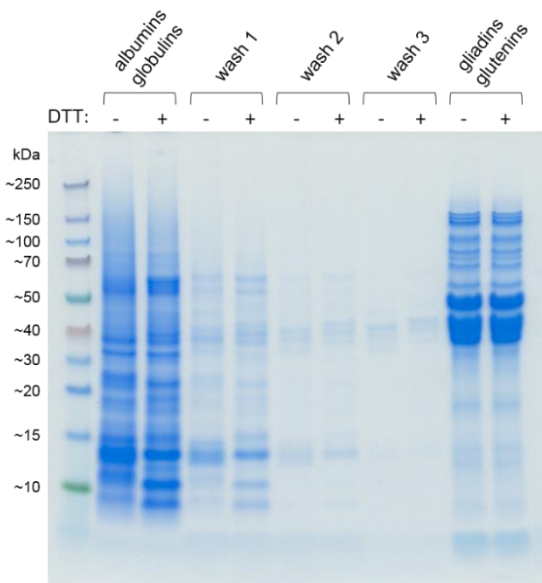 albumins
globulins
wash 1
wash 2
wash 3
gliadins
glutenins
DTT: - + - + - + - + - +
kDa
~250
~150
~100
~70
~50
~40
~30
~20
~15
~10